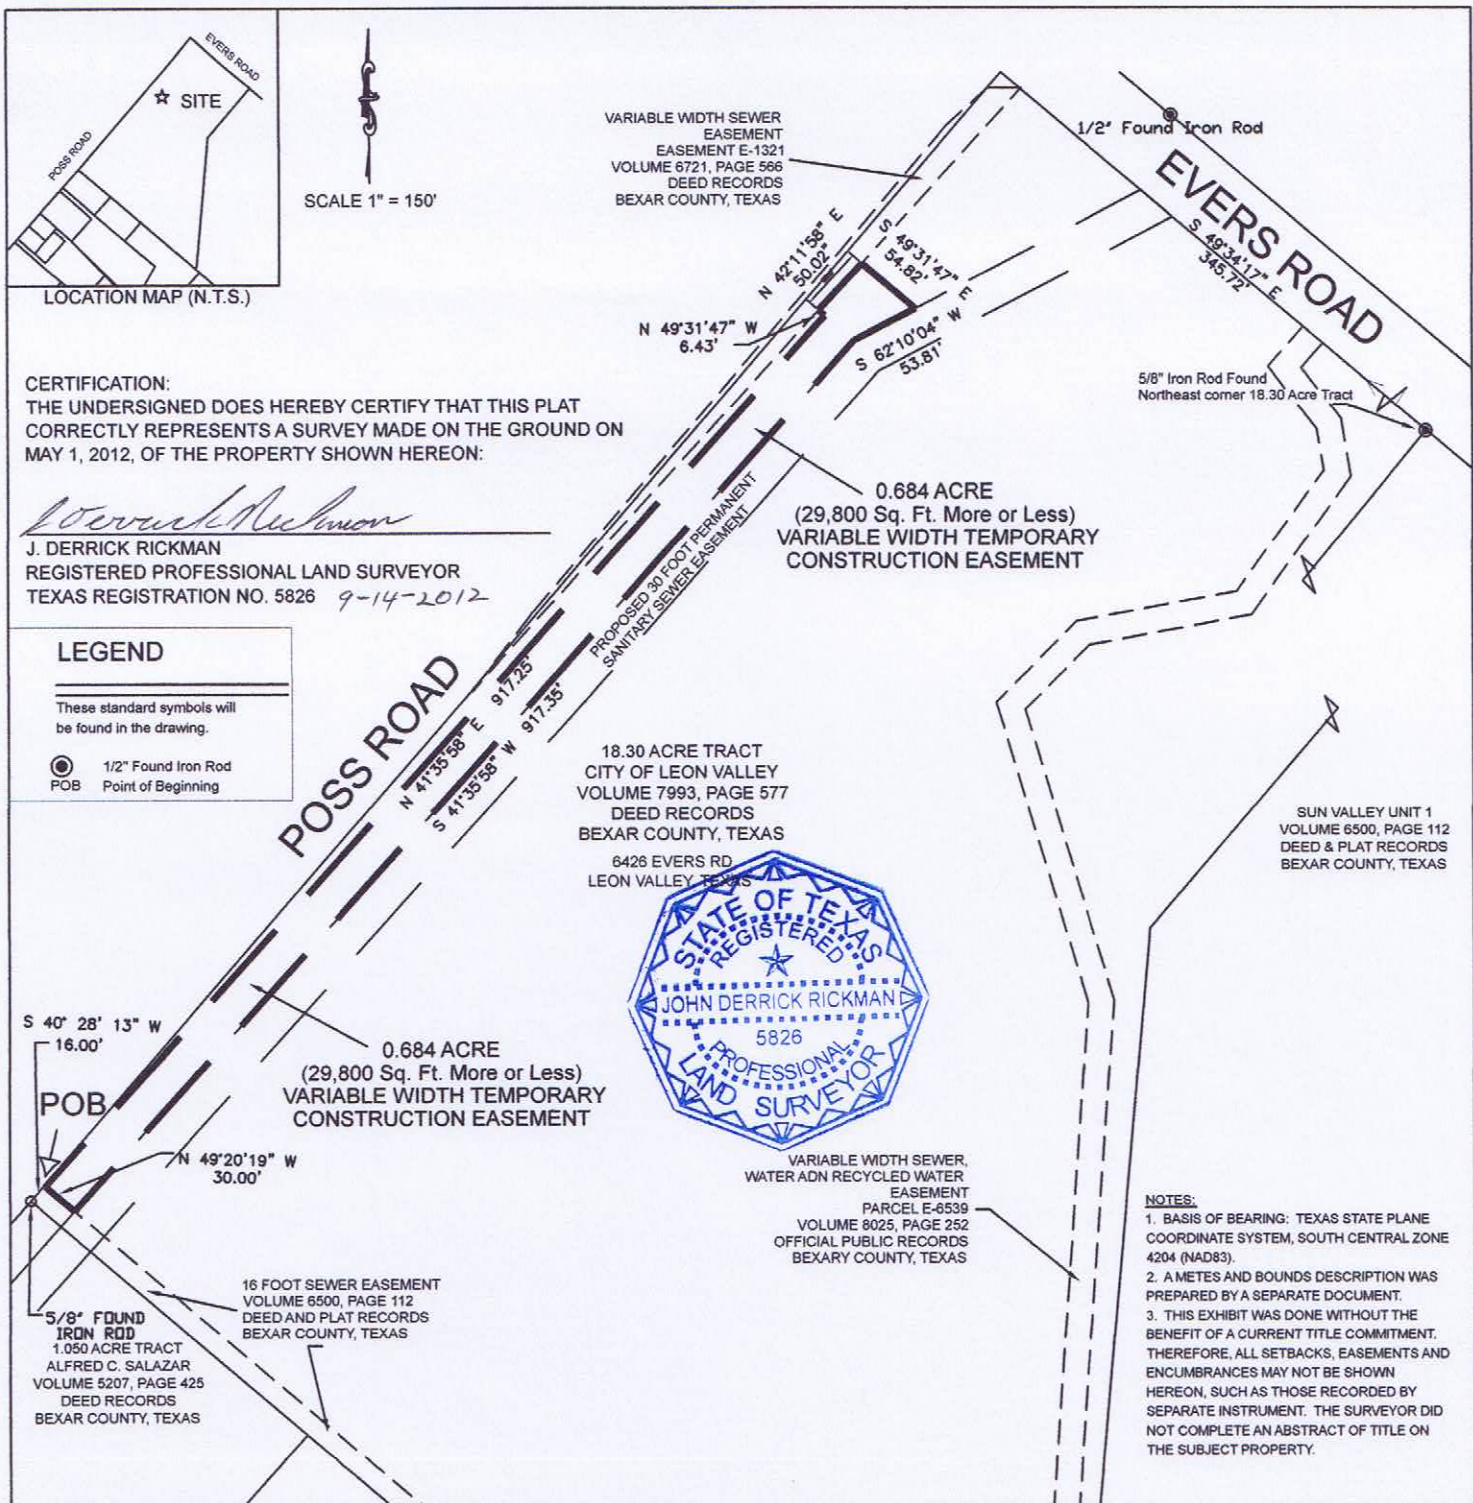 EVERS ROAD
SITE
POSS ROAD
LOCATION MAP (N.T.S.)
SCALE 1" = 150'
VARIABLE WIDTH SEWER
EASEMENT
EASEMENT E-1321
VOLUME 6721, PAGE 566
DEED RECORDS
BEXAR COUNTY, TEXAS
1/2" Found Iron Rod
EVERS ROAD
S 49°34'17" E
345.72'
N 42°11'58" E
50.02"
S 49°31'47" E
54.82'
N 49°31'47" W
6.43'
S 62°10'04" W
53.81'
5/8" Iron Rod Found
Northeast corner 18.30 Acre Tract
CERTIFICATION:
THE UNDERSIGNED DOES HEREBY CERTIFY THAT THIS PLAT
CORRECTLY REPRESENTS A SURVEY MADE ON THE GROUND ON
MAY 1, 2012, OF THE PROPERTY SHOWN HEREON:
J. DERRICK RICKMAN
REGISTERED PROFESSIONAL LAND SURVEYOR
TEXAS REGISTRATION NO. 5826 9-14-2012
0.684 ACRE
(29,800 Sq. Ft. More or Less)
VARIABLE WIDTH TEMPORARY
CONSTRUCTION EASEMENT
PROPOSED 30 FOOT PERMANENT
SANITARY SEWER EASEMENT
LEGEND
These standard symbols will
be found in the drawing.
1/2" Found Iron Rod
POB Point of Beginning
POSS ROAD
N 41°35'58" E 917.25'
S 41°35'58" W 917.35'
18.30 ACRE TRACT
CITY OF LEON VALLEY
VOLUME 7993, PAGE 577
DEED RECORDS
BEXAR COUNTY, TEXAS
6426 EVERS RD
LEON VALLEY, TEXAS
SUN VALLEY UNIT 1
VOLUME 6500, PAGE 112
DEED & PLAT RECORDS
BEXAR COUNTY, TEXAS
STATE OF TEXAS
REGISTERED
JOHN DERRICK RICKMAN
5826
PROFESSIONAL
LAND SURVEYOR
S 40° 28' 13" W
16.00'
POB
0.684 ACRE
(29,800 Sq. Ft. More or Less)
VARIABLE WIDTH TEMPORARY
CONSTRUCTION EASEMENT
N 49°20'19" W
30.00'
VARIABLE WIDTH SEWER,
WATER ADN RECYCLED WATER
EASEMENT
PARCEL E-6539
VOLUME 8025, PAGE 252
OFFICIAL PUBLIC RECORDS
BEXARY COUNTY, TEXAS
16 FOOT SEWER EASEMENT
VOLUME 6500, PAGE 112
DEED AND PLAT RECORDS
BEXAR COUNTY, TEXAS
5/8" FOUND
IRON ROD
1.050 ACRE TRACT
ALFRED C. SALAZAR
VOLUME 5207, PAGE 425
DEED RECORDS
BEXAR COUNTY, TEXAS
NOTES:
1. BASIS OF BEARING: TEXAS STATE PLANE
COORDINATE SYSTEM, SOUTH CENTRAL ZONE
4204 (NAD83).
2. A METES AND BOUNDS DESCRIPTION WAS
PREPARED BY A SEPARATE DOCUMENT.
3. THIS EXHIBIT WAS DONE WITHOUT THE
BENEFIT OF A CURRENT TITLE COMMITMENT.
THEREFORE, ALL SETBACKS, EASEMENTS AND
ENCUMBRANCES MAY NOT BE SHOWN
HEREON, SUCH AS THOSE RECORDED BY
SEPARATE INSTRUMENT. THE SURVEYOR DID
NOT COMPLETE AN ABSTRACT OF TITLE ON
THE SUBJECT PROPERTY.